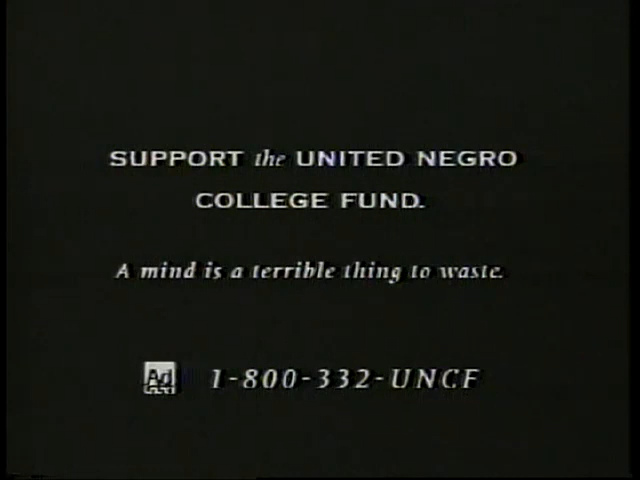 SUPPORT the UNITED NEGRO
COLLEGE FUND.
A mind is a terrible thing to waste.
Ad 1-800-332-UNCF